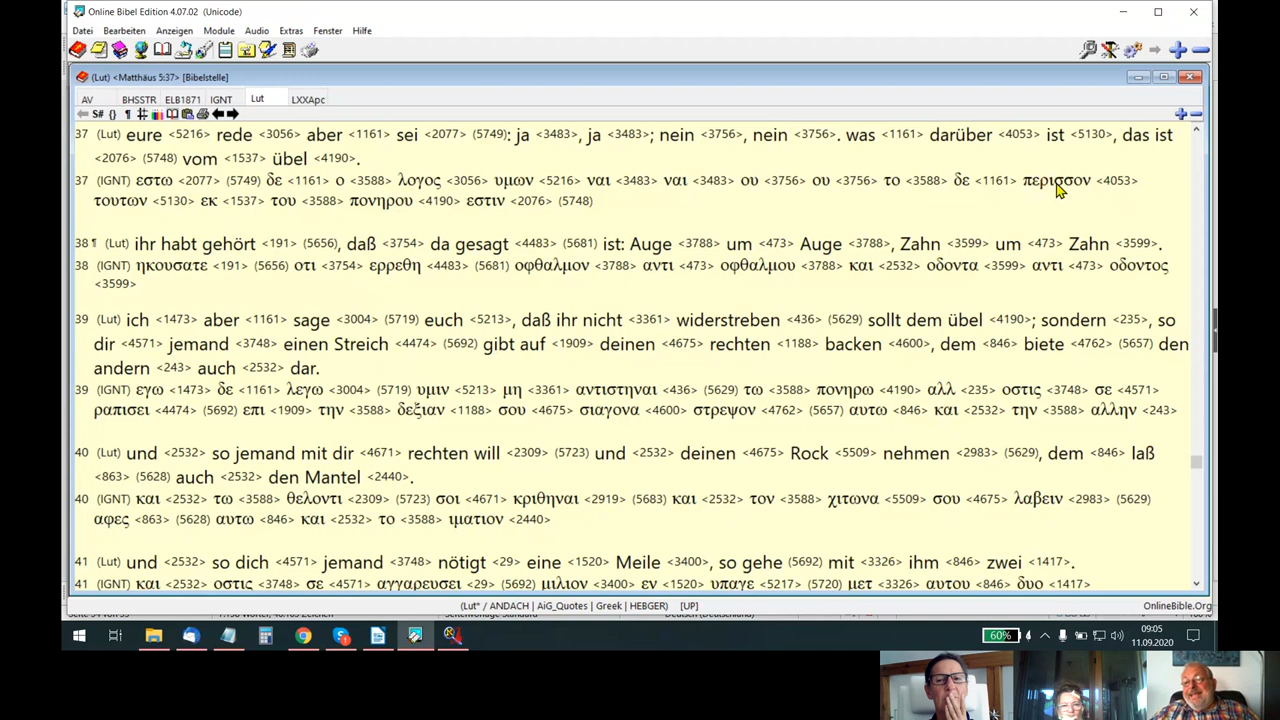 Online Bibel Edition 4.07.02 (Unicode)
Datei Bearbeiten Anzeigen Module Audio Extras Fenster Hilfe
(Lut) <Matthäus 5:37> [Bibelstelle]
AV BHSSTR ELB1871 IGNT Lut LXXApc
S# {} ¶
37 (Lut) eure <5216> rede <3056> aber <1161> sei <2077> (5749): ja <3483>, ja <3483>; nein <3756>, nein <3756>. was <1161> darüber <4053> ist <5130>, das ist
<2076> (5748) vom <1537> übel <4190>.
37 (IGNT) εστω <2077> (5749) δε <1161> ο <3588> λογος <3056> υμων <5216> ναι <3483> ναι <3483> ου <3756> ου <3756> το <3588> δε <1161> περισσον <4053>
τουτων <5130> εκ <1537> του <3588> πονηρου <4190> εστιν <2076> (5748)
38 ¶ (Lut) ihr habt gehört <191> (5656), daß <3754> da gesagt <4483> (5681) ist: Auge <3788> um <473> Auge <3788>, Zahn <3599> um <473> Zahn <3599>.
38 (IGNT) ηκουσατε <191> (5656) οτι <3754> ερρεθη <4483> (5681) οφθαλμον <3788> αντι <473> οφθαλμου <3788> και <2532> οδοντα <3599> αντι <473> οδοντος
<3599>
39 (Lut) ich <1473> aber <1161> sage <3004> (5719) euch <5213>, daß ihr nicht <3361> widerstreben <436> (5629) sollt dem übel <4190>; sondern <235>, so
dir <4571> jemand <3748> einen Streich <4474> (5692) gibt auf <1909> deinen <4675> rechten <1188> backen <4600>, dem <846> biete <4762> (5657) den
andern <243> auch <2532> dar.
39 (IGNT) εγω <1473> δε <1161> λεγω <3004> (5719) υμιν <5213> μη <3361> αντιστηναι <436> (5629) τω <3588> πονηρω <4190> αλλ <235> οστις <3748> σε <4571>
ραπισει <4474> (5692) επι <1909> την <3588> δεξιαν <1188> σου <4675> σιαγονα <4600> στρεψον <4762> (5657) αυτω <846> και <2532> την <3588> αλλην <243>
40 (Lut) und <2532> so jemand mit dir <4671> rechten will <2309> (5723) und <2532> deinen <4675> Rock <5509> nehmen <2983> (5629), dem <846> laß
<863> (5628) auch <2532> den Mantel <2440>.
40 (IGNT) και <2532> τω <3588> θελοντι <2309> (5723) σοι <4671> κριθηναι <2919> (5683) και <2532> τον <3588> χιτωνα <5509> σου <4675> λαβειν <2983> (5629)
αφες <863> (5628) αυτω <846> και <2532> το <3588> ιματιον <2440>
41 (Lut) und <2532> so dich <4571> jemand <3748> nötigt <29> eine <1520> Meile <3400>, so gehe (5692) mit <3326> ihm <846> zwei <1417>.
41 (IGNT) και <2532> οστις <3748> σε <4571> αγγαρευσει <29> (5692) μιλιον <3400> εν <1520> υπαγε <5217> (5720) μετ <3326> αυτου <846> δυο <1417>
(Lut* / ANDACH | AiG_Quotes | Greek | HEBGER) [UP]
OnlineBible.Org
60%
09:05
11.09.2020